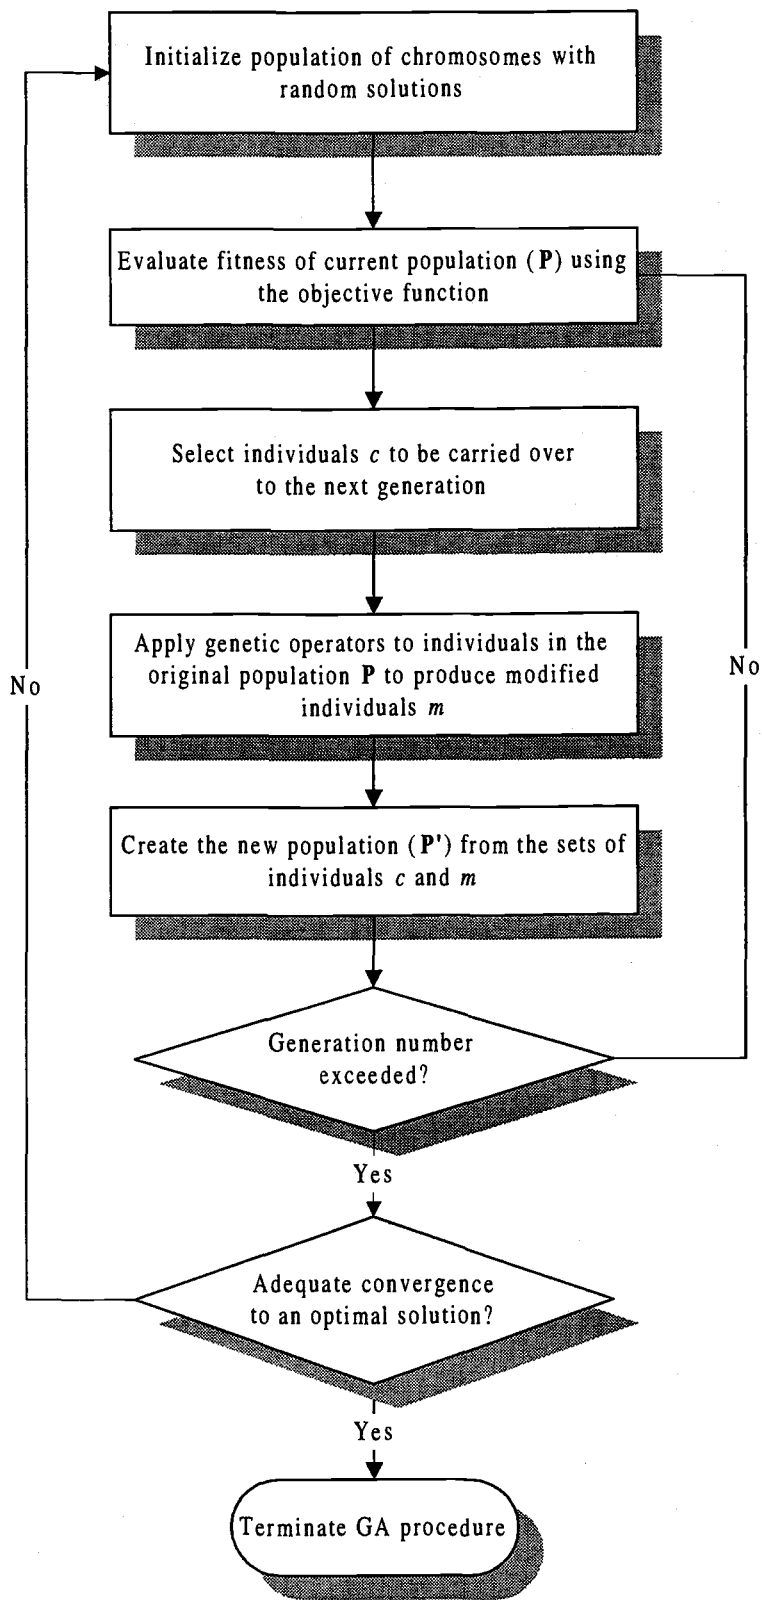 Initialize population of chromosomes with
random solutions
Evaluate fitness of current population (P) using
the objective function
Select individuals c to be carried over
to the next generation
Apply genetic operators to individuals in the
original population P to produce modified
individuals m
No
No
Create the new population (P') from the sets of
individuals c and m
Generation number
exceeded?
Yes
Adequate convergence
to an optimal solution?
Yes
Terminate GA procedure